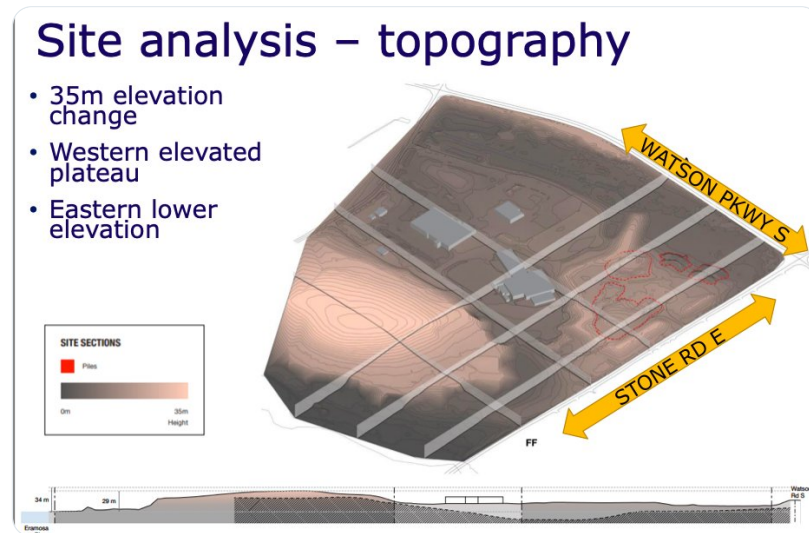 Site analysis – topography
• 35m elevation
change
• Western elevated
plateau
• Eastern lower
elevation
WATSON PKWY S
STONE RD E
SITE SECTIONS
Piles
0m 35m
Height
FF
34 m
29 m
Watson
Rd S
Eramosa